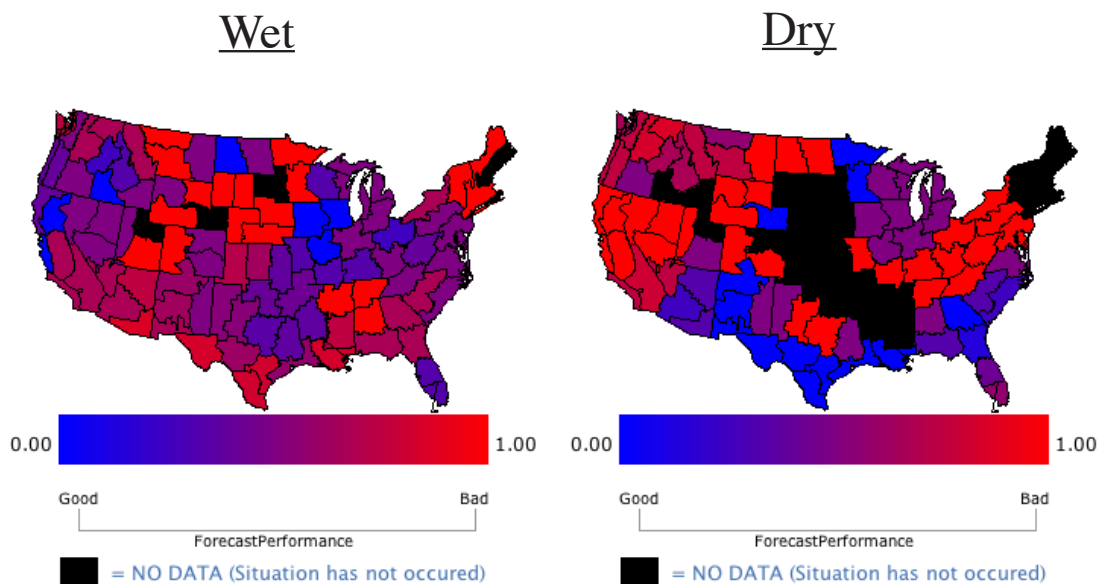 Wet
Dry
0.00 1.00
0.00 1.00
Good Bad
Good Bad
ForecastPerformance
ForecastPerformance
= NO DATA (Situation has not occured)
= NO DATA (Situation has not occured)